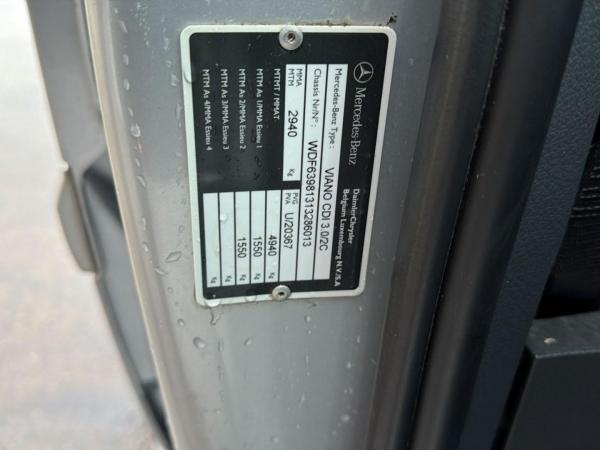 Mercedes-Benz
DaimlerChrysler
Belgium Luxembourg N.V./S.A
Mercedes-Benz Type: VIANO CDI 3.0/2C
Chassis Nr/N°: WDF63981313286013
MMA
MTM 2940 Kg PVG
PVA U/20367
MTMT / MMAT 4940 Kg
MTM As 1/MMA Essieu 1 1550 Kg
MTM As 2/MMA Essieu 2 1550 Kg
MTM As 3/MMA Essieu 3 Kg
MTM As 4/MMA Essieu 4 Kg